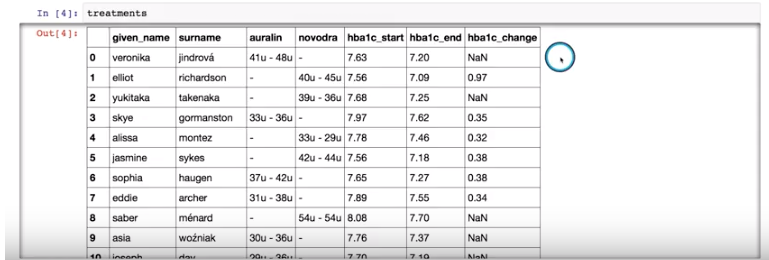 In [4]: treatments
Out[4]:
given_name surname auralin novodra hba1c_start hba1c_end hba1c_change
0 veronika jindrová 41u - 48u - 7.63 7.20 NaN
1 elliot richardson - 40u - 45u 7.56 7.09 0.97
2 yukitaka takenaka - 39u - 36u 7.68 7.25 NaN
3 skye gormanston 33u - 36u - 7.97 7.62 0.35
4 alissa montez - 33u - 29u 7.78 7.46 0.32
5 jasmine sykes - 42u - 44u 7.56 7.18 0.38
6 sophia haugen 37u - 42u - 7.65 7.27 0.38
7 eddie archer 31u - 38u - 7.89 7.55 0.34
8 saber ménard - 54u - 54u 8.08 7.70 NaN
9 asia woźniak 30u - 36u - 7.76 7.37 NaN
10 joseph day 29u - 36u - 7.70 7.19 NaN